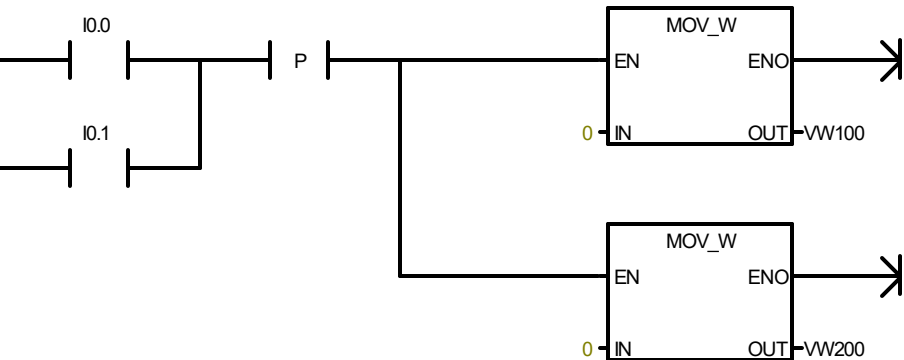 I0.0
MOV_W
P
EN ENO
I0.1
0 IN OUT VW100
MOV_W
EN ENO
0 IN OUT VW200